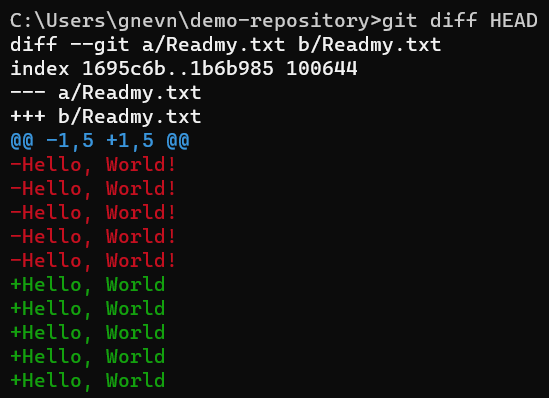 C:\Users\gnevn\demo-repository>git diff HEAD
diff --git a/Readmy.txt b/Readmy.txt
index 1695c6b..1b6b985 100644
--- a/Readmy.txt
+++ b/Readmy.txt
@@ -1,5 +1,5 @@
-Hello, World!
-Hello, World!
-Hello, World!
-Hello, World!
-Hello, World!
+Hello, World
+Hello, World
+Hello, World
+Hello, World
+Hello, World